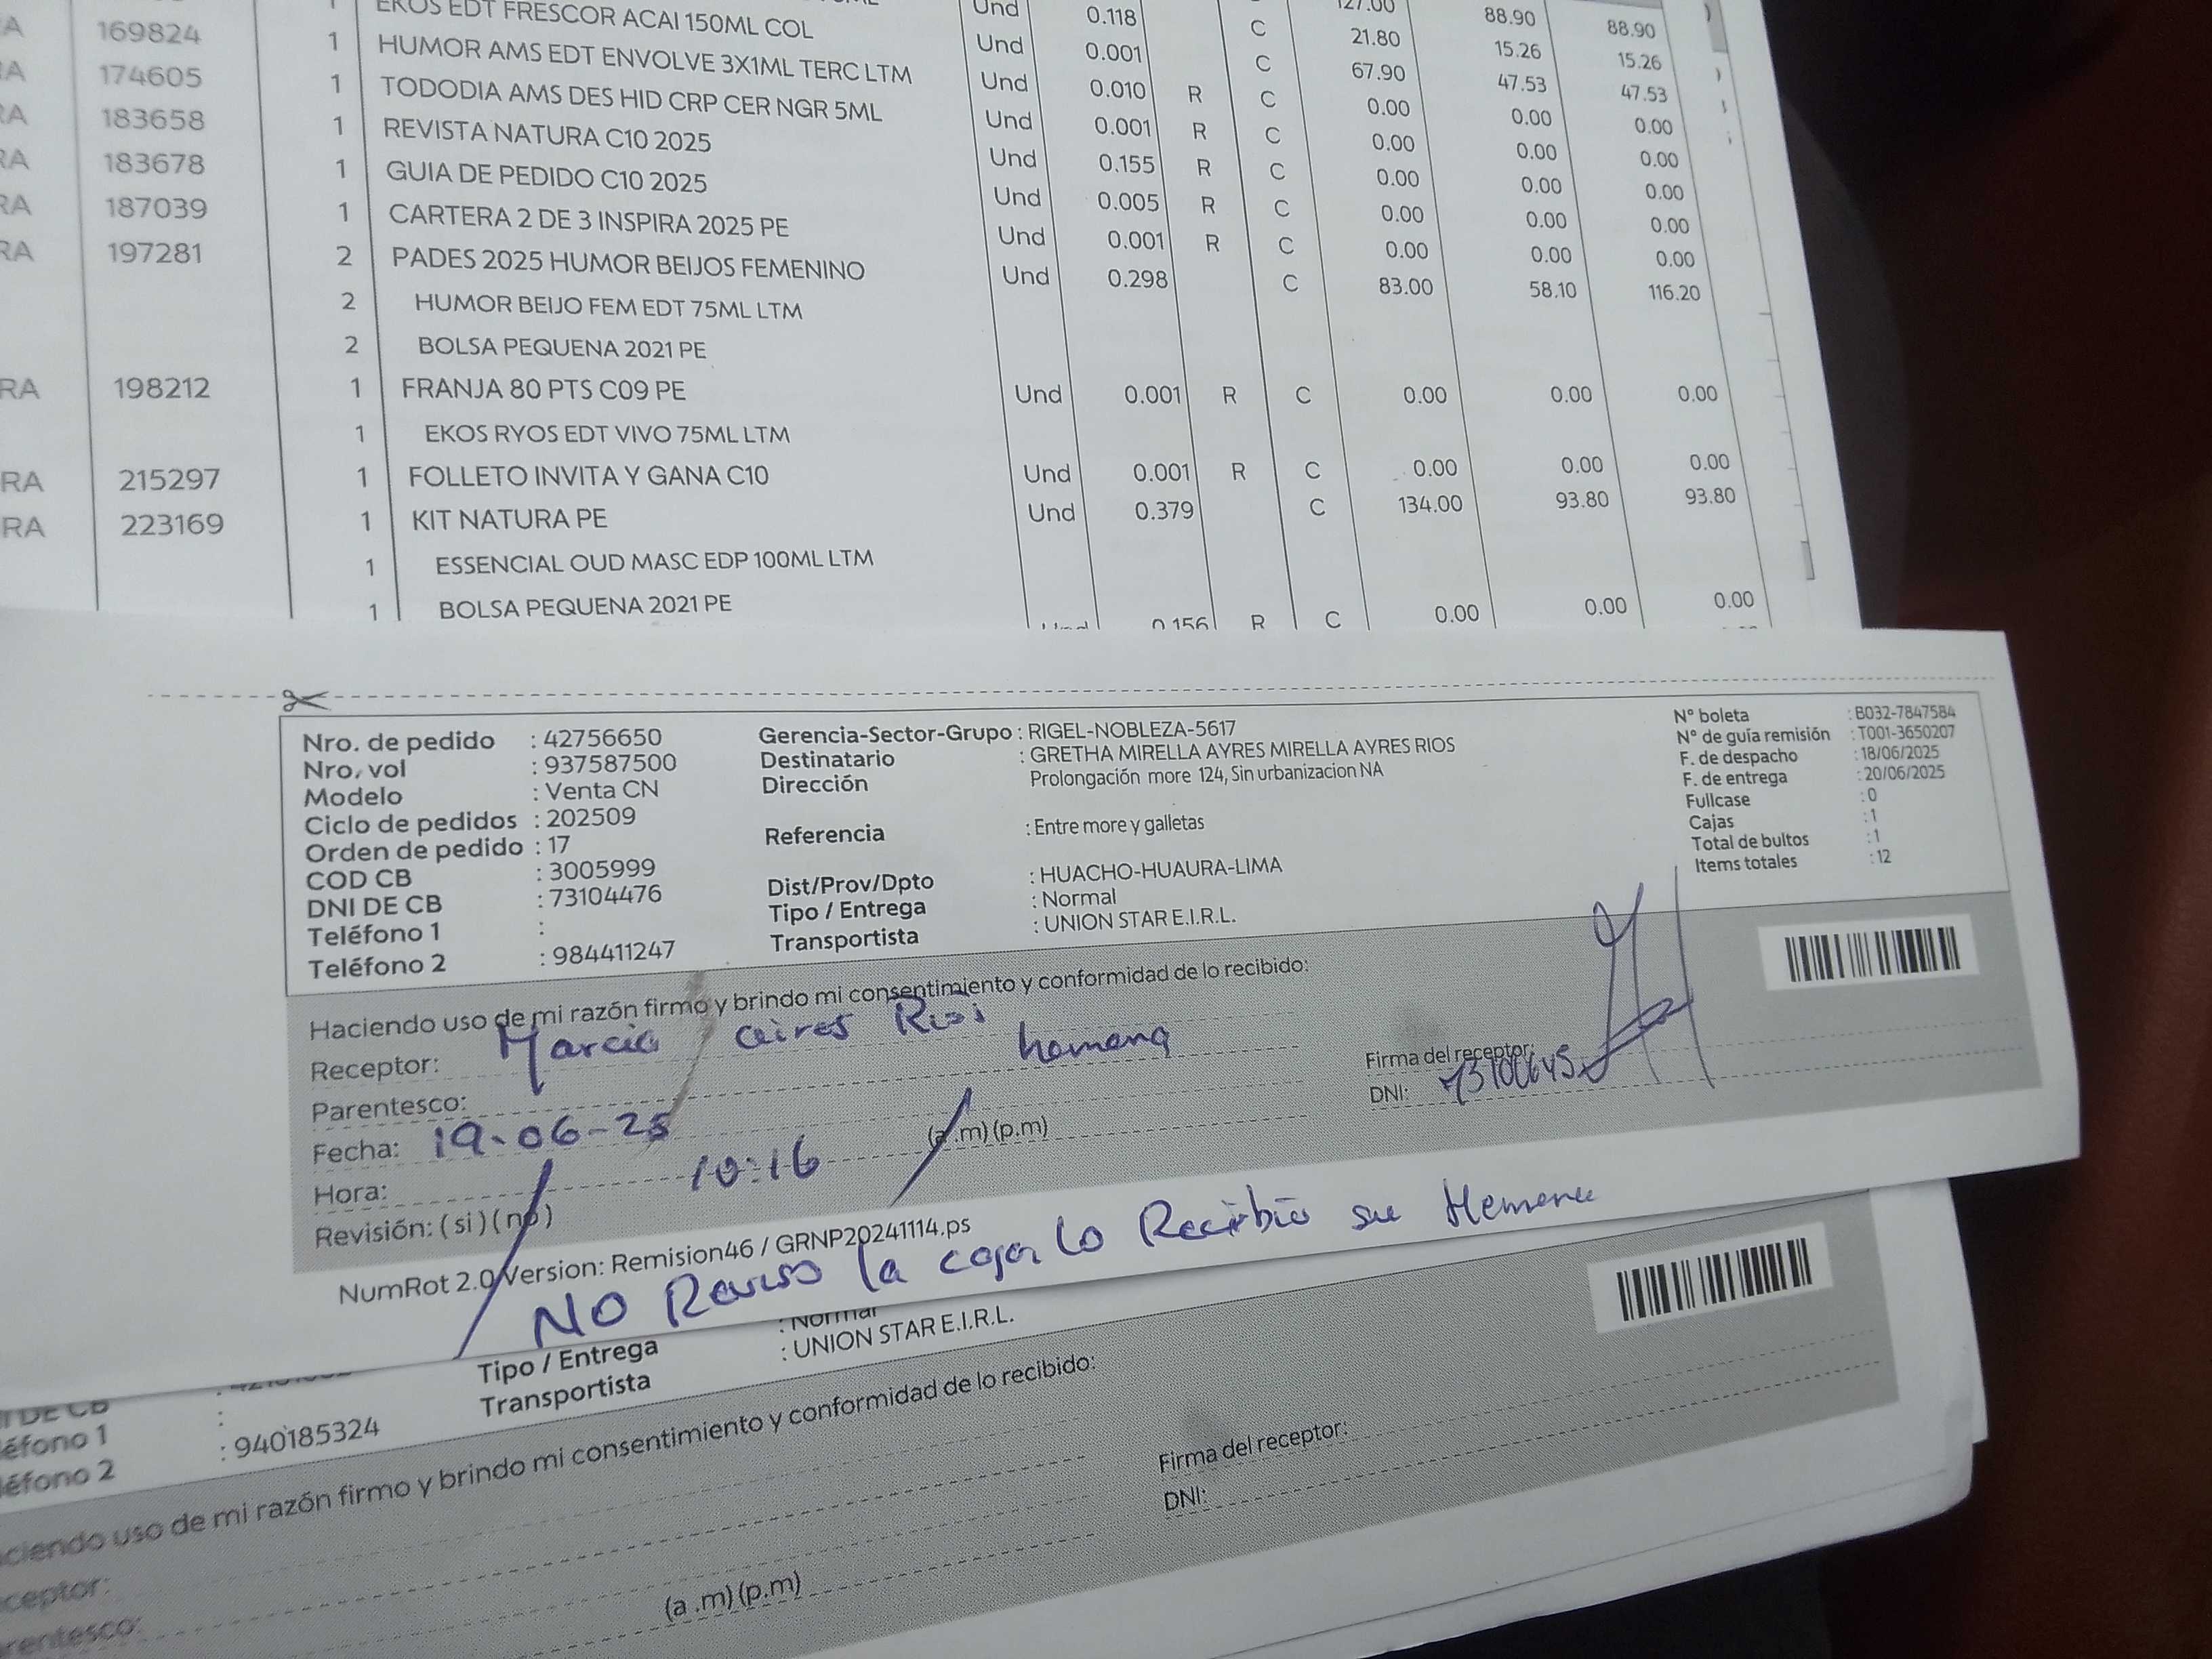 EKOS EDT FRESCOR ACAI 150ML COL Und 0.118 C 127.00 88.90 88.90
169824 1 HUMOR AMS EDT ENVOLVE 3X1ML TERC LTM Und 0.001 C 21.80 15.26 15.26
174605 1 TODODIA AMS DES HID CRP CER NGR 5ML Und 0.010 R C 67.90 47.53 47.53
183658 1 REVISTA NATURA C10 2025 Und 0.001 R C 0.00 0.00 0.00
183678 1 GUIA DE PEDIDO C10 2025 Und 0.155 R C 0.00 0.00 0.00
RA 187039 1 CARTERA 2 DE 3 INSPIRA 2025 PE Und 0.005 R C 0.00 0.00 0.00
RA 197281 2 PADES 2025 HUMOR BEIJOS FEMENINO Und 0.001 R C 0.00 0.00 0.00
2 HUMOR BEIJO FEM EDT 75ML LTM Und 0.298 C 83.00 58.10 116.20
2 BOLSA PEQUENA 2021 PE
RA 198212 1 FRANJA 80 PTS C09 PE Und 0.001 R C 0.00 0.00 0.00
1 EKOS RYOS EDT VIVO 75ML LTM
RA 215297 1 FOLLETO INVITA Y GANA C10 Und 0.001 R C 0.00 0.00 0.00
RA 223169 1 KIT NATURA PE Und 0.379 C 134.00 93.80 93.80
1 ESSENCIAL OUD MASC EDP 100ML LTM
1 BOLSA PEQUENA 2021 PE
0.156 R C 0.00 0.00 0.00
Nro. de pedido : 42756650 Gerencia-Sector-Grupo : RIGEL-NOBLEZA-5617 N° boleta : B032-7847584
Nro. vol : 937587500 Destinatario : GRETHA MIRELLA AYRES MIRELLA AYRES RIOS N° de guía remisión : T001-3650207
Modelo : Venta CN Dirección Prolongación more 124, Sin urbanizacion NA F. de despacho : 18/06/2025
Ciclo de pedidos : 202509 F. de entrega : 20/06/2025
Orden de pedido : 17 Referencia : Entre more y galletas Fullcase : 0
COD CB : 3005999 Cajas : 1
DNI DE CB : 73104476 Dist/Prov/Dpto : HUACHO-HUAURA-LIMA Total de bultos : 1
Teléfono 1 : Tipo / Entrega : Normal Items totales : 12
Teléfono 2 : 984411247 Transportista : UNION STAR E.I.R.L.
Haciendo uso de mi razón firmo y brindo mi consentimiento y conformidad de lo recibido:
Receptor: Marcia aires Risi
Parentesco: hemana
Firma del receptor:
DNI:
Fecha: 19-06-25
Hora: 10:16 (a .m) (p.m)
Revisión: ( si ) ( no )
NumRot 2.0 Version: Remision46 / GRNP20241114.ps
NO Reviso la caja lo Recibio su Hemana
Tipo / Entrega : Normal
Transportista : UNION STAR E.I.R.L.
DE CB
éfono 1 :
éfono 2 : 940185324
ciendo uso de mi razón firmo y brindo mi consentimiento y conformidad de lo recibido:
ceptor:
Firma del receptor:
rentesco:
DNI:
(a .m) (p.m)